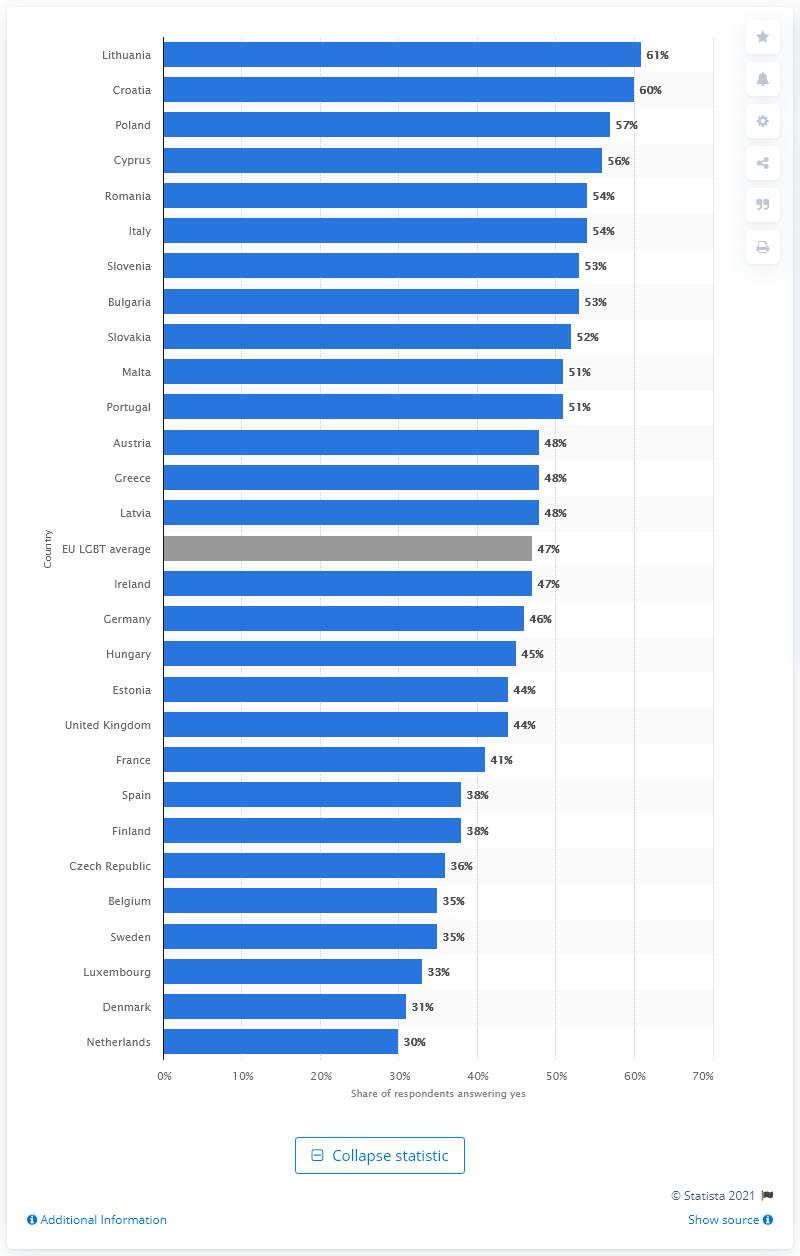 Lithuania 61%
Croatia 60%
Poland 57%
Cyprus 56%
Romania 54%
Italy 54%
Slovenia 53%
Bulgaria 53%
Slovakia 52%
Malta 51%
Portugal 51%
Austria 48%
Greece 48%
Latvia 48%
Country
EU LGBT average 47%
Ireland 47%
Germany 46%
Hungary 45%
Estonia 44%
United Kingdom 44%
France 41%
Spain 38%
Finland 38%
Czech Republic 36%
Belgium 35%
Sweden 35%
Luxembourg 33%
Denmark 31%
Netherlands 30%
0% 10% 20% 30% 40% 50% 60% 70%
Share of respondents answering yes
Collapse statistic
© Statista 2021
Additional Information Show source